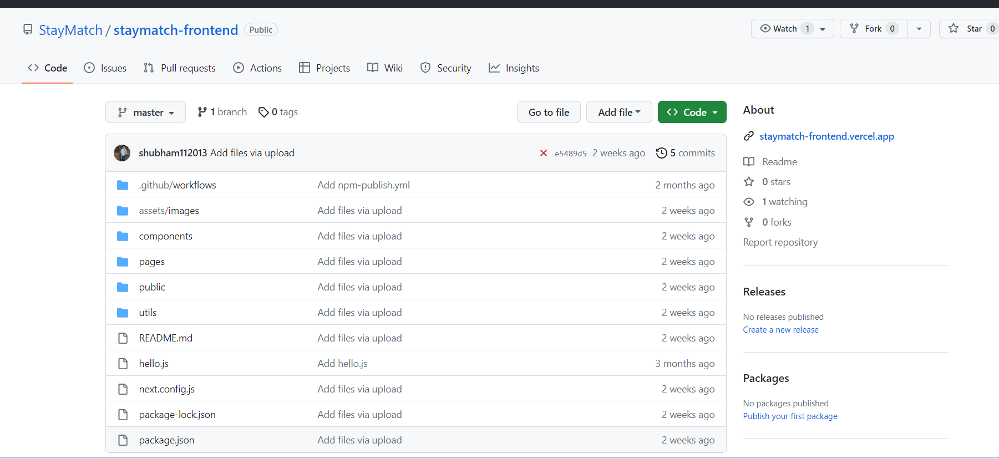 StayMatch / staymatch-frontend Public Watch 1 Fork 0 Star 0
Code Issues Pull requests Actions Projects Wiki Security Insights
master 1 branch 0 tags Go to file Add file Code
shubham112013 Add files via upload e5489d5 2 weeks ago 5 commits
.github/workflows Add npm-publish.yml 2 months ago
assets/images Add files via upload 2 weeks ago
components Add files via upload 2 weeks ago
pages Add files via upload 2 weeks ago
public Add files via upload 2 weeks ago
utils Add files via upload 2 weeks ago
README.md Add files via upload 2 weeks ago
hello.js Add hello.js 3 months ago
next.config.js Add files via upload 2 weeks ago
package-lock.json Add files via upload 2 weeks ago
package.json Add files via upload 2 weeks ago
About
staymatch-frontend.vercel.app
Readme
0 stars
1 watching
0 forks
Report repository
Releases
No releases published
Create a new release
Packages
No packages published
Publish your first package